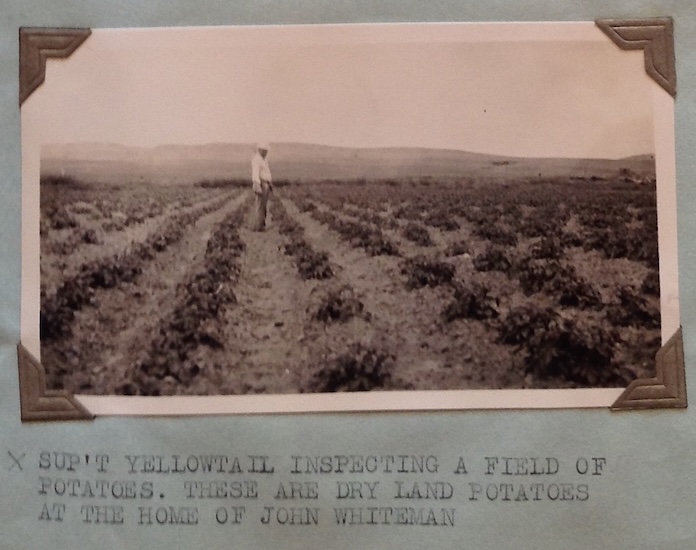 X SUP'T YELLOWTAIL INSPECTING A FIELD OF
POTATOES. THESE ARE DRY LAND POTATOES
AT THE HOME OF JOHN WHITEMAN